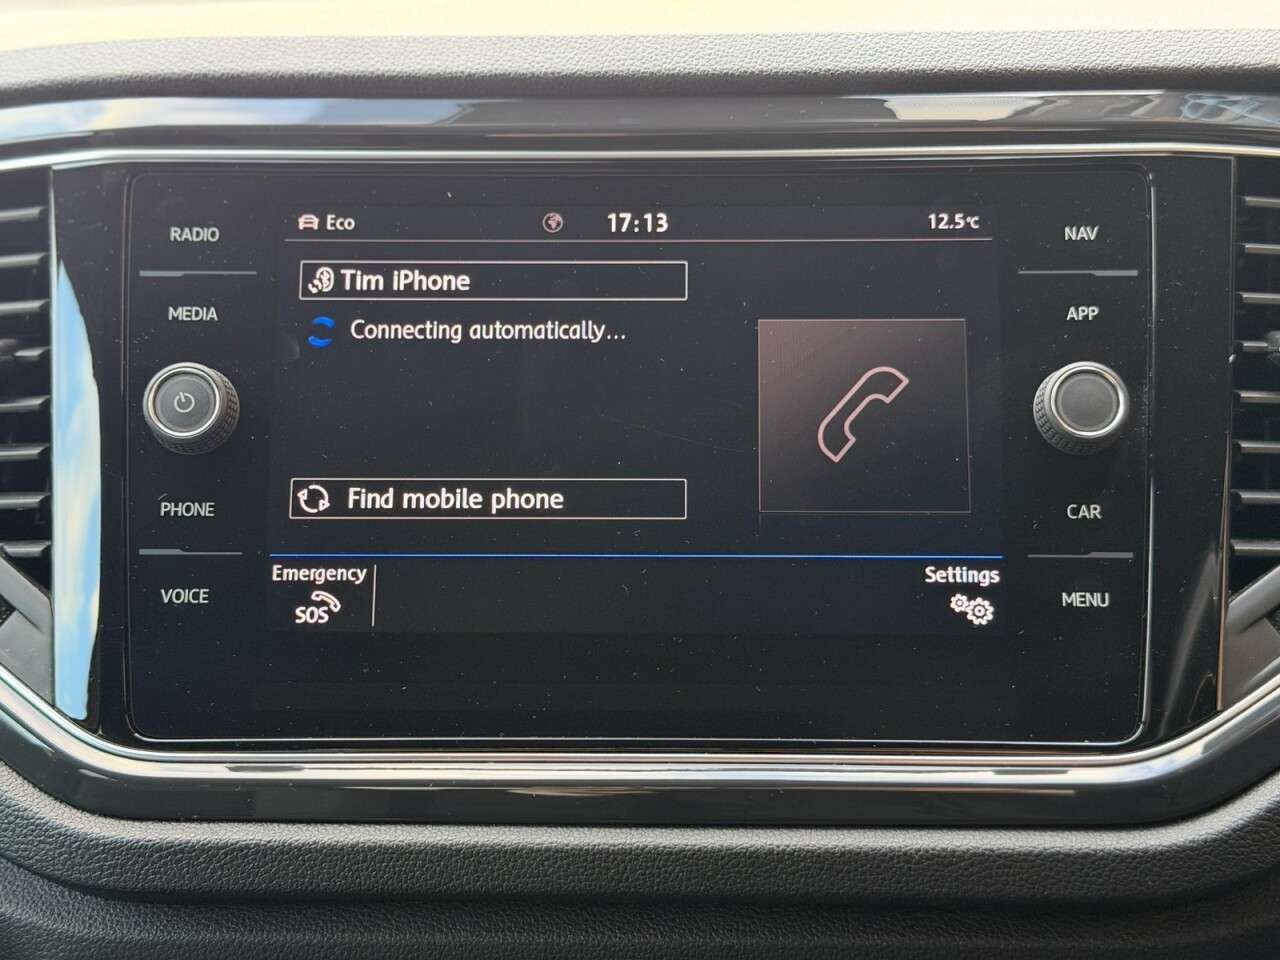 RADIO
MEDIA
PHONE
VOICE
Eco
17:13
12.5°C
Tim iPhone
Connecting automatically...
Find mobile phone
Emergency
SOS
Settings
NAV
APP
CAR
MENU